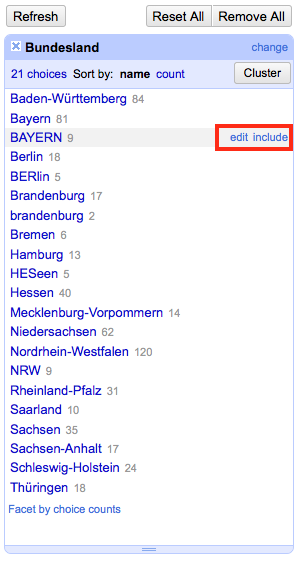 Refresh Reset All Remove All
Bundesland change
21 choices Sort by: name count Cluster
Baden-Württemberg 84
Bayern 81
BAYERN 9 edit include
Berlin 18
BERlin 5
Brandenburg 17
brandenburg 2
Bremen 6
Hamburg 13
HESeen 5
Hessen 40
Mecklenburg-Vorpommern 14
Niedersachsen 62
Nordrhein-Westfalen 120
NRW 9
Rheinland-Pfalz 31
Saarland 10
Sachsen 35
Sachsen-Anhalt 17
Schleswig-Holstein 24
Thüringen 18
Facet by choice counts